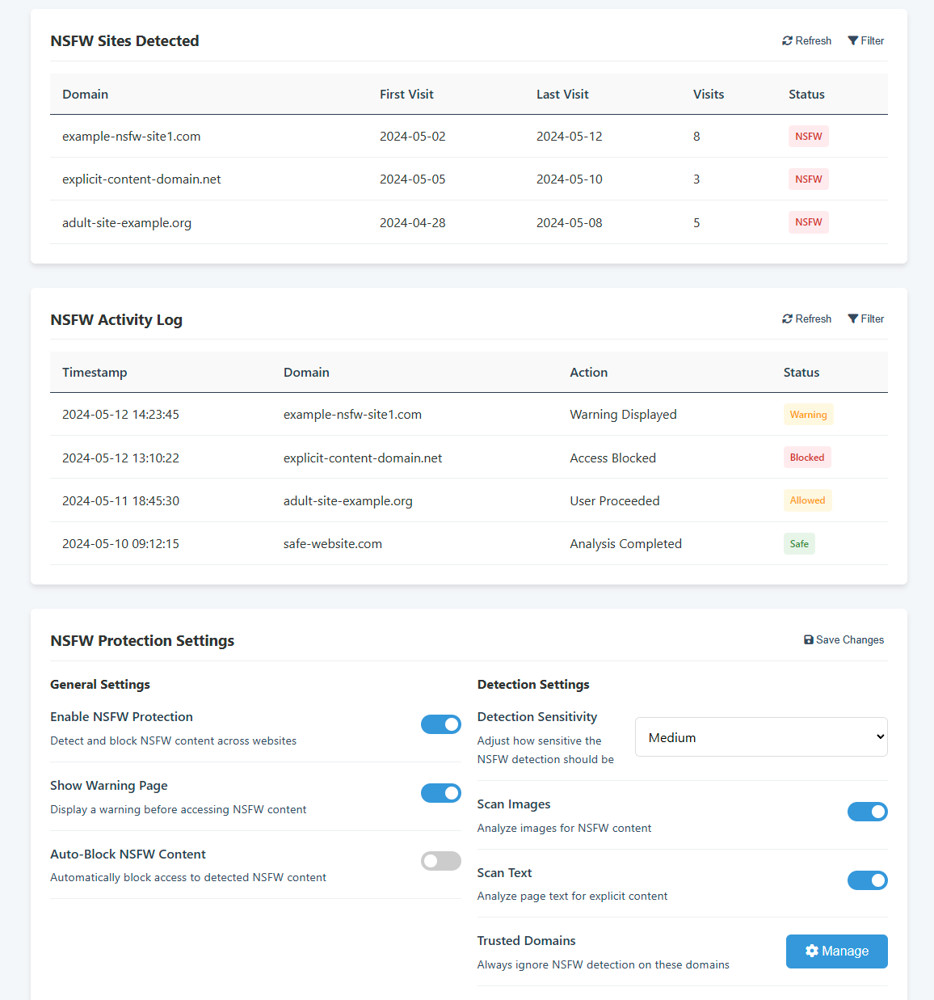 NSFW Sites Detected
Refresh Filter
Domain First Visit Last Visit Visits Status
example-nsfw-site1.com 2024-05-02 2024-05-12 8 NSFW
explicit-content-domain.net 2024-05-05 2024-05-10 3 NSFW
adult-site-example.org 2024-04-28 2024-05-08 5 NSFW
NSFW Activity Log
Refresh Filter
Timestamp Domain Action Status
2024-05-12 14:23:45 example-nsfw-site1.com Warning Displayed Warning
2024-05-12 13:10:22 explicit-content-domain.net Access Blocked Blocked
2024-05-11 18:45:30 adult-site-example.org User Proceeded Allowed
2024-05-10 09:12:15 safe-website.com Analysis Completed Safe
NSFW Protection Settings
Save Changes
General Settings
Enable NSFW Protection
Detect and block NSFW content across websites
Show Warning Page
Display a warning before accessing NSFW content
Auto-Block NSFW Content
Automatically block access to detected NSFW content
Detection Settings
Detection Sensitivity
Adjust how sensitive the
NSFW detection should be
Medium
Scan Images
Analyze images for NSFW content
Scan Text
Analyze page text for explicit content
Trusted Domains
Always ignore NSFW detection on these domains
Manage